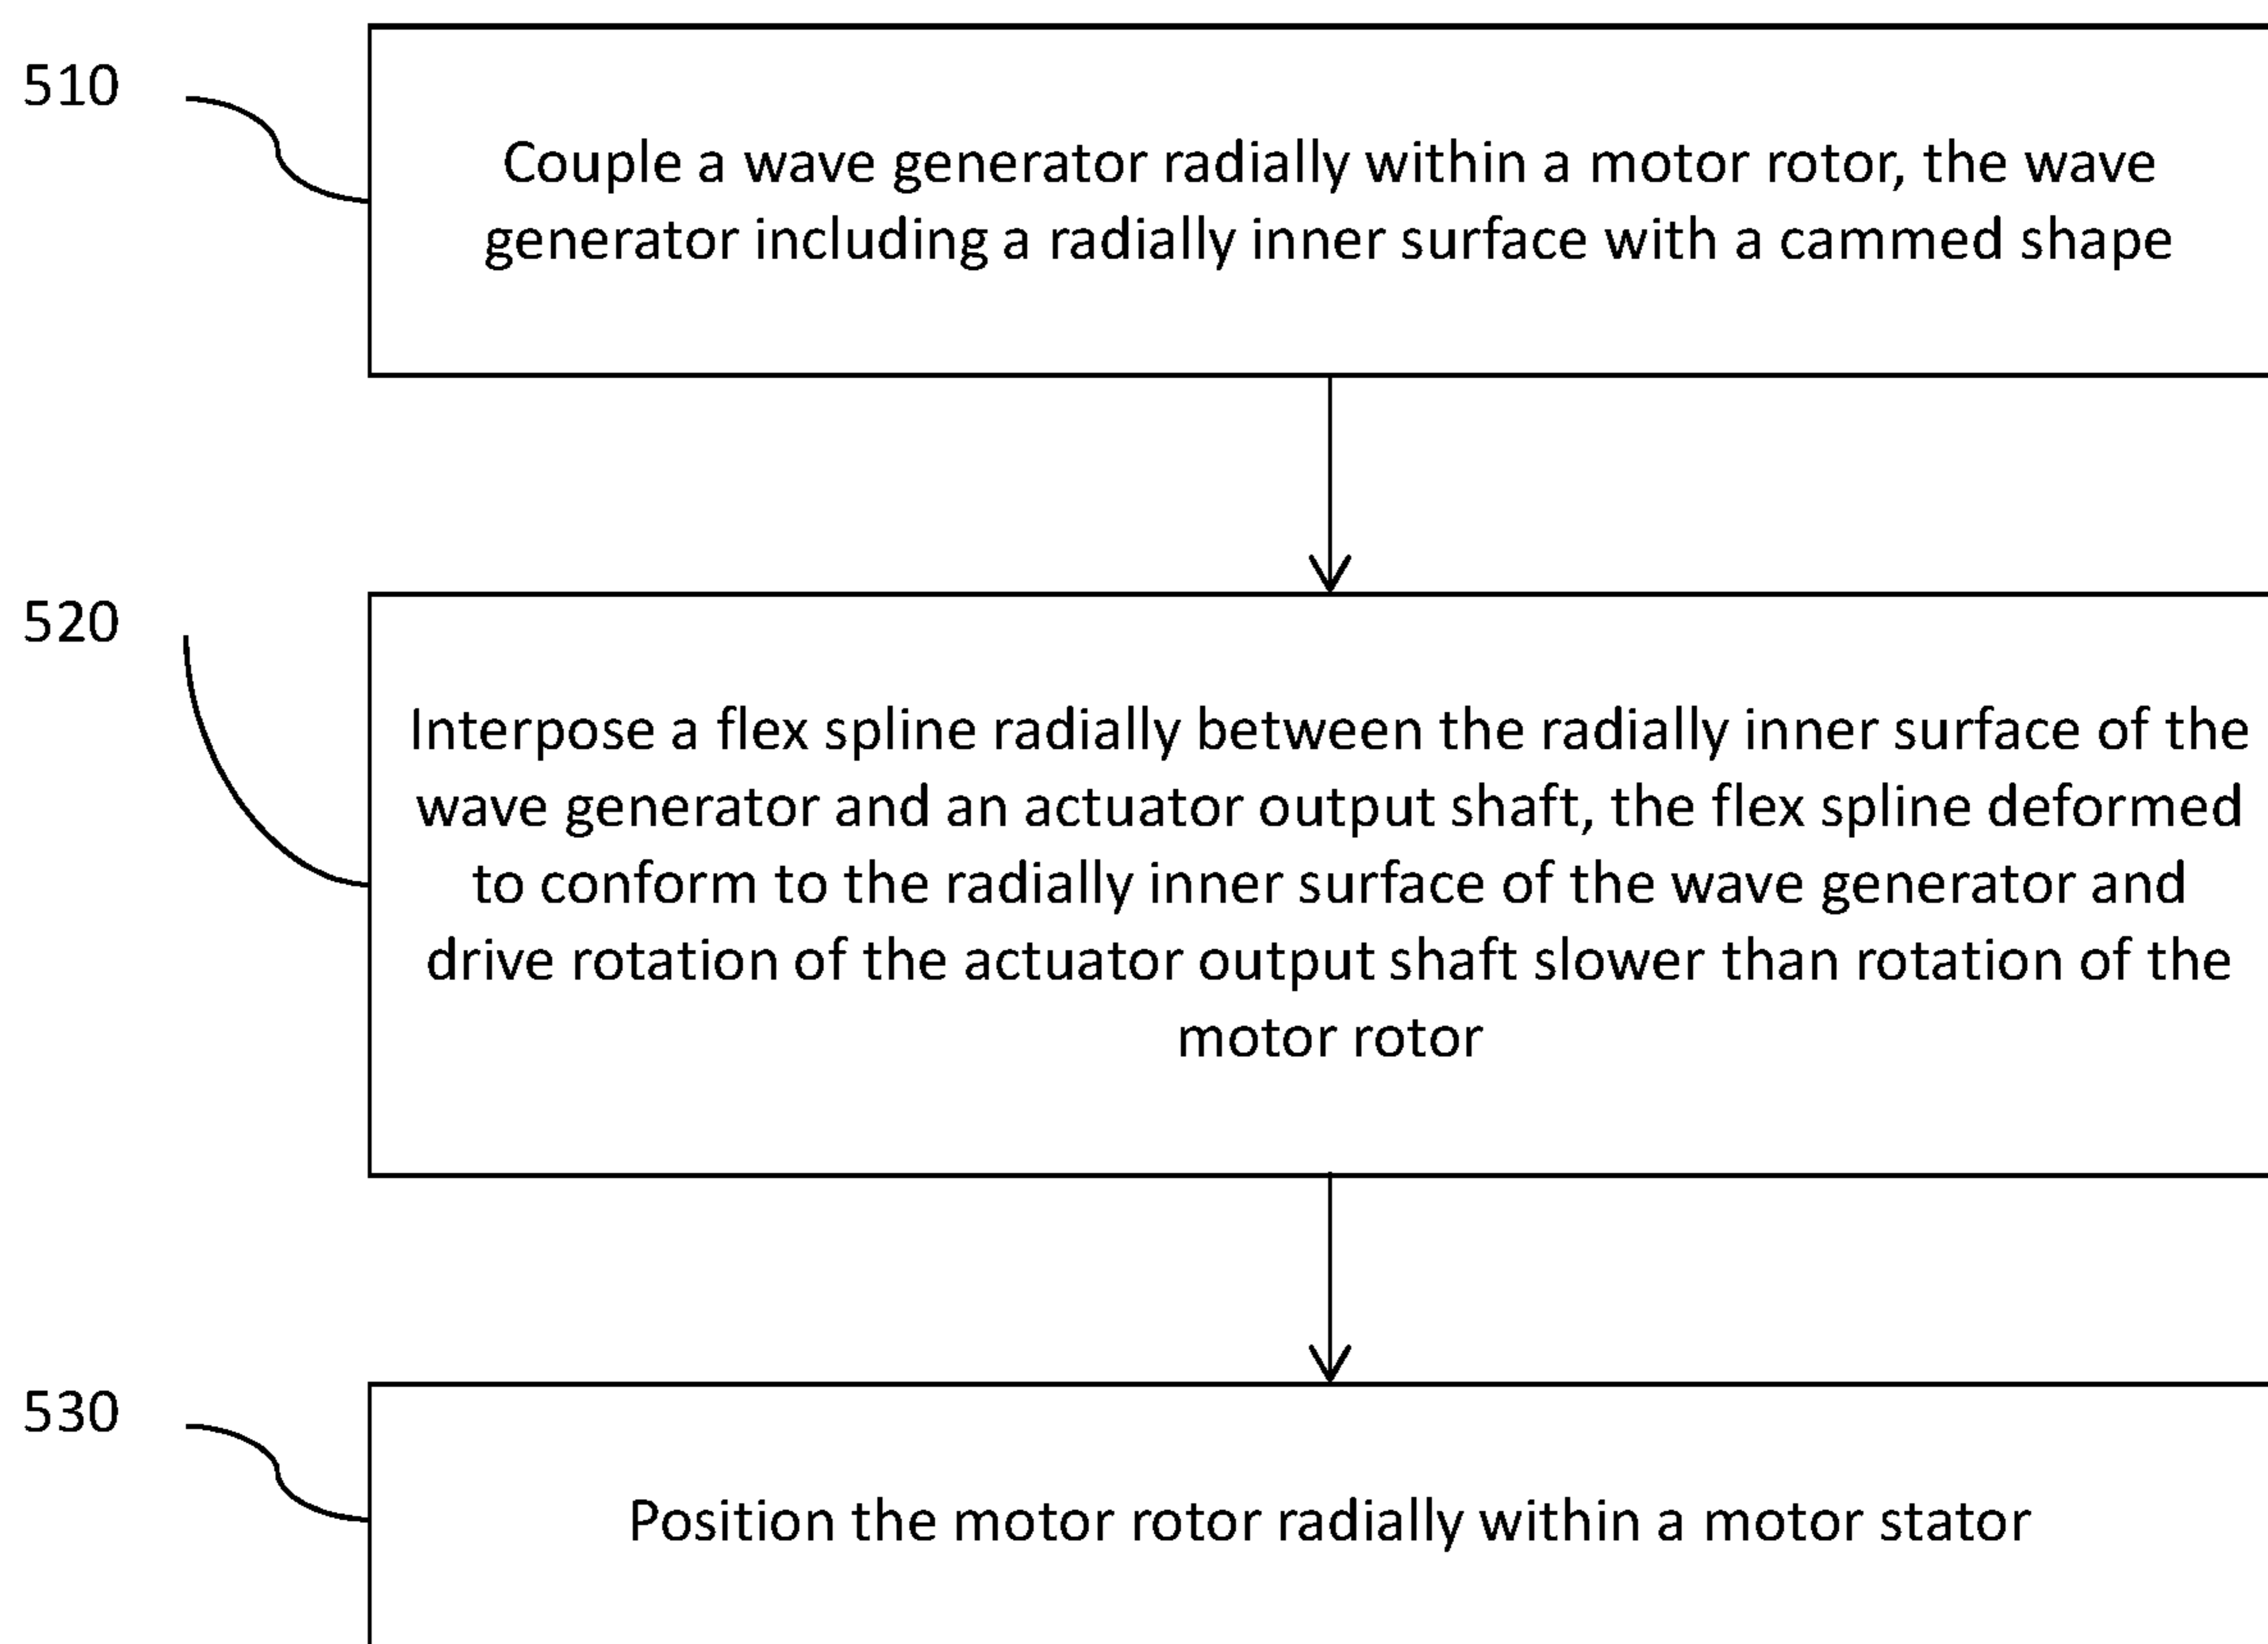 510
Couple a wave generator radially within a motor rotor, the wave
generator including a radially inner surface with a cammed shape
520
Interpose a flex spline radially between the radially inner surface of the
wave generator and an actuator output shaft, the flex spline deformed
to conform to the radially inner surface of the wave generator and
drive rotation of the actuator output shaft slower than rotation of the
motor rotor
530
Position the motor rotor radially within a motor stator